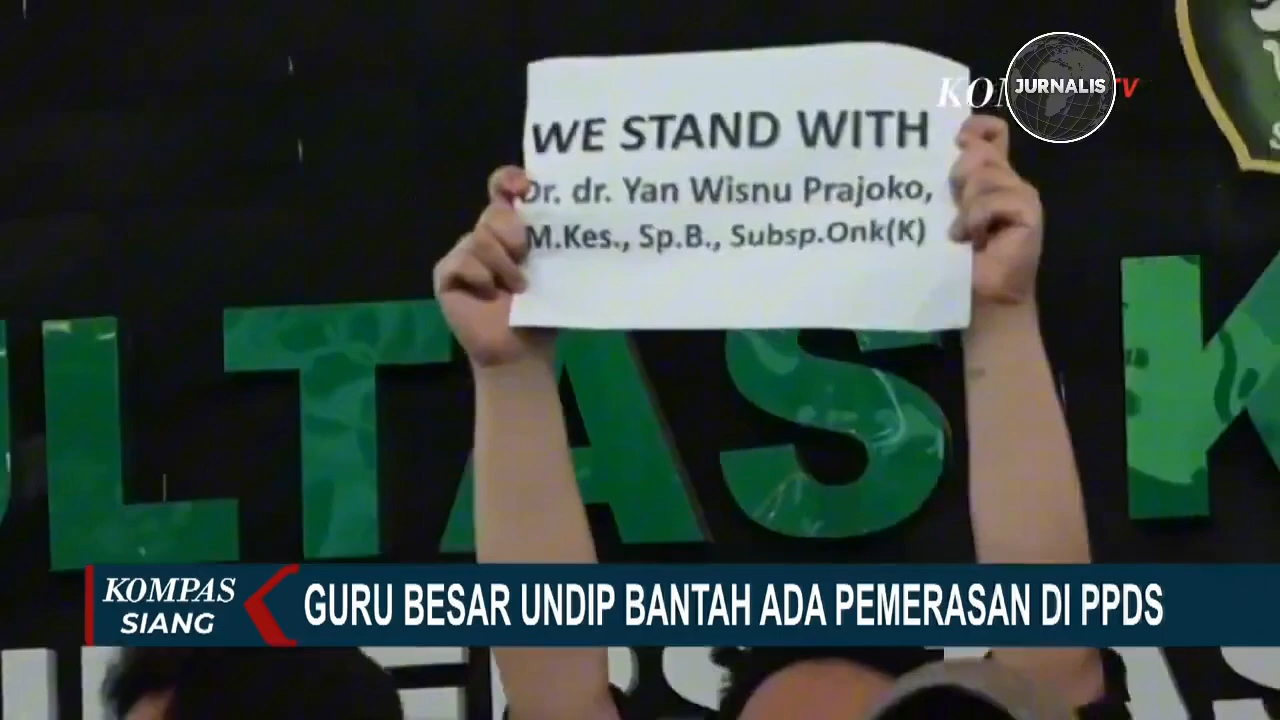 JURNALIS
TV
WE STAND WITH
Dr. dr. Yan Wisnu Prajoko,
M.Kes., Sp.B., Subsp.Onk(K)
LTAS K
KOMPAS
SIANG
GURU BESAR UNDIP BANTAH ADA PEMERASAN DI PPDS